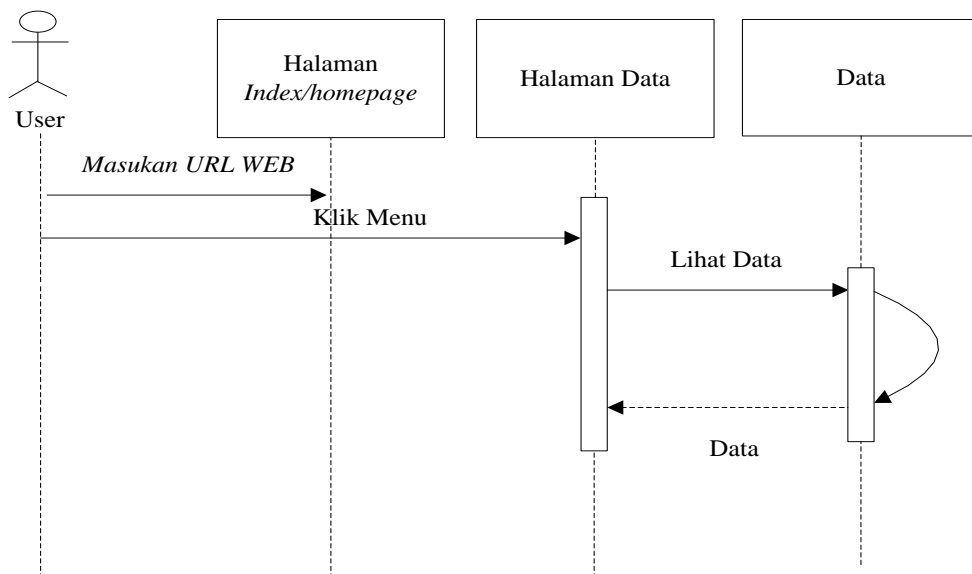 Halaman
Index/homepage
Halaman Data
Data
User
Masukan URL WEB
Klik Menu
Lihat Data
Data